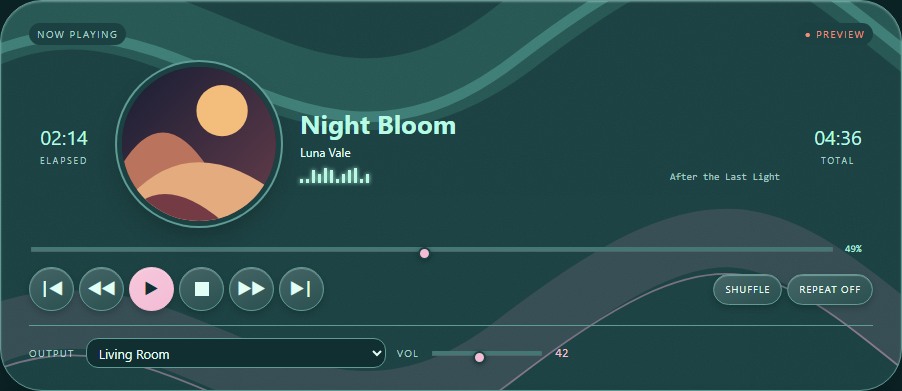 NOW PLAYING
PREVIEW
Night Bloom
02:14
04:36
Luna Vale
ELAPSED
TOTAL
After the Last Light
49%
SHUFFLE
REPEAT OFF
OUTPUT
Living Room
VOL
42